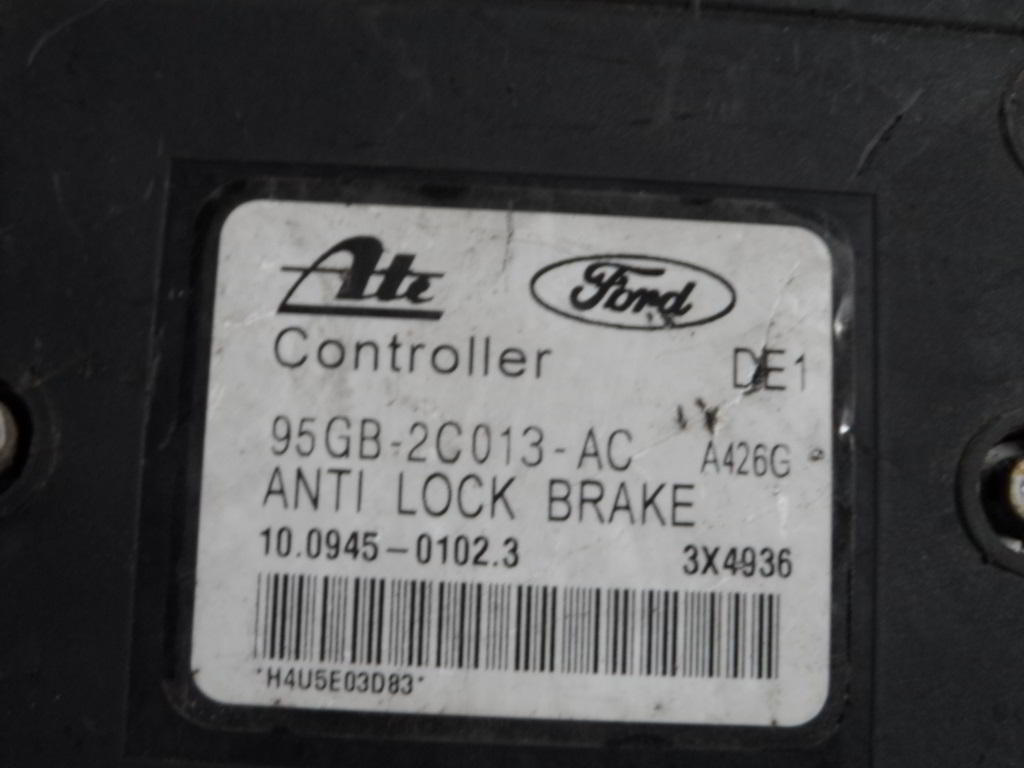 Ate Ford
Controller DE1
95GB-2C013-AC A426G
ANTI LOCK BRAKE
10.0945-0102.3 3X4936
*H4U5E03D83*